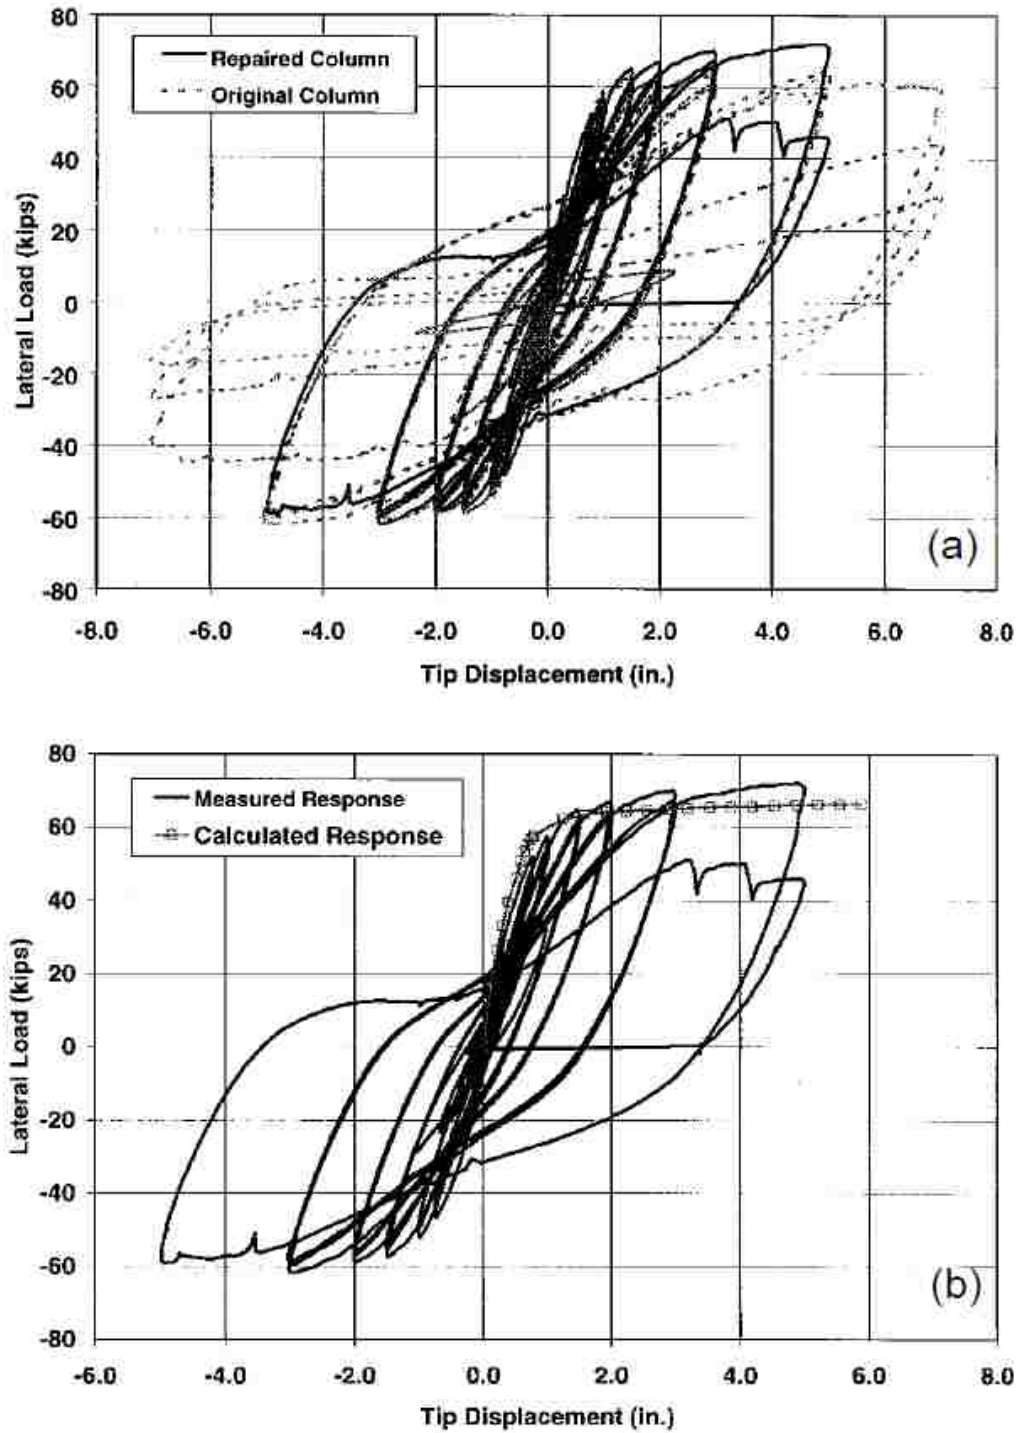 80
60
40
20
0
-20
-40
-60
-80
Lateral Load (kips)
Repaired Column
Original Column
(a)
-8.0 -6.0 -4.0 -2.0 0.0 2.0 4.0 6.0 8.0
Tip Displacement (in.)
80
60
40
20
0
-20
-40
-60
-80
Lateral Load (kips)
Measured Response
Calculated Response
(b)
-6.0 -4.0 -2.0 0.0 2.0 4.0 6.0 8.0
Tip Displacement (in.)